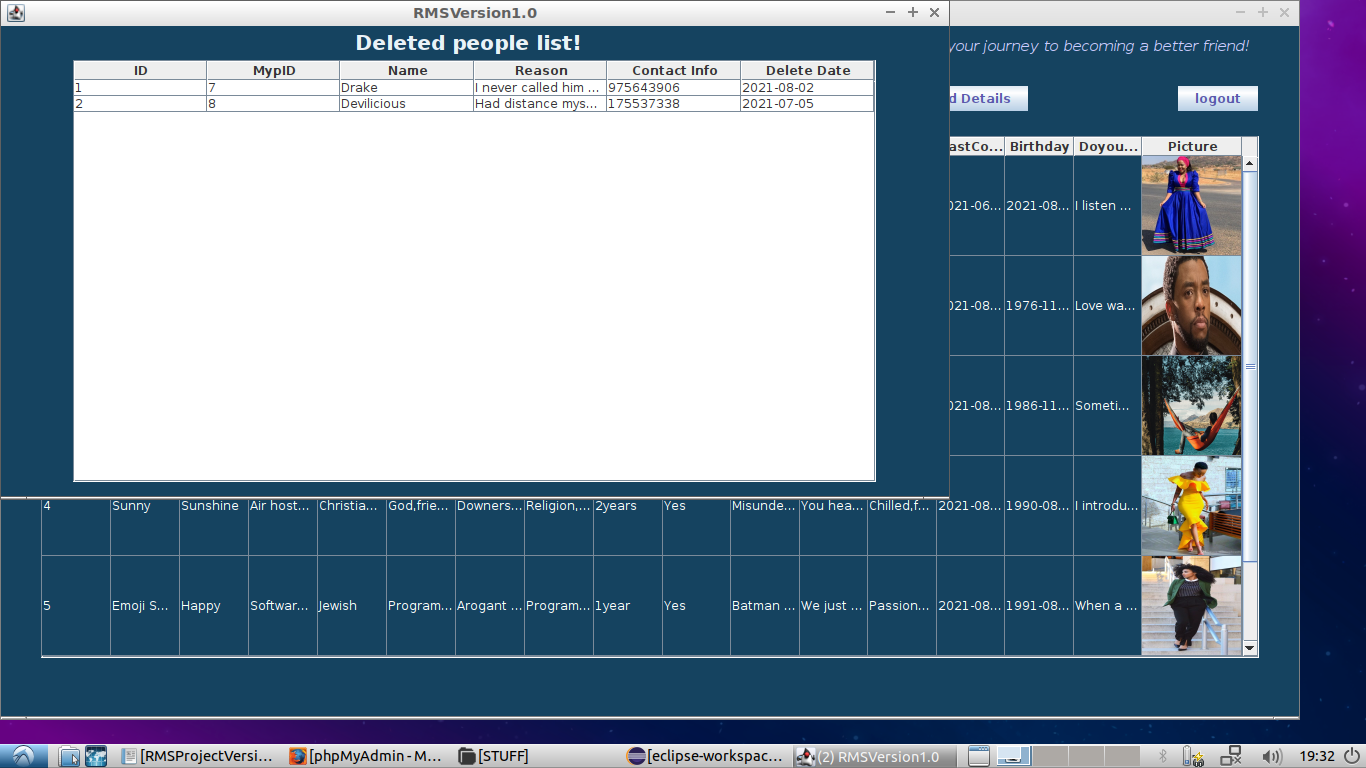 RMSVersion1.0
Deleted people list!
your journey to becoming a better friend!
ID MypID Name Reason Contact Info Delete Date
1 7 Drake I never called him ... 975643906 2021-08-02
2 8 Devilicious Had distance mys... 175537338 2021-07-05
d Details logout
astCo... Birthday Doyou... Picture
021-06... 2021-08... I listen ...
021-08... 1976-11... Love wa...
021-08... 1986-11... Someti...
4 Sunny Sunshine Air host... Christia... God,frie... Downers... Religion,... 2years Yes Misunde... You hea... Chilled,f... 2021-08... 1990-08... I introdu...
5 Emoji S... Happy Softwar... Jewish Program... Arogant ... Program... 1year Yes Batman ... We just ... Passion... 2021-08... 1991-08... When a ...
[RMSProjectVersi... [phpMyAdmin - M... [STUFF] [eclipse-workspac... (2) RMSVersion1.0 19:32